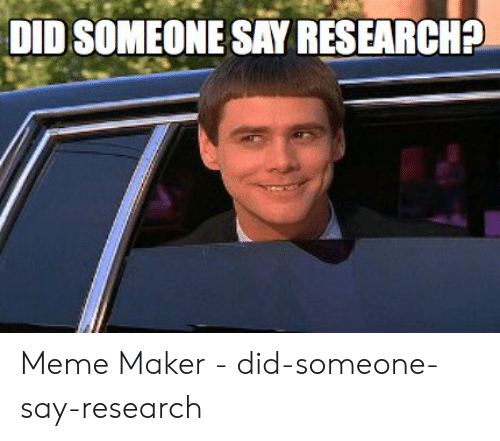 DID SOMEONE SAY RESEARCH?
Meme Maker - did-someone-
say-research